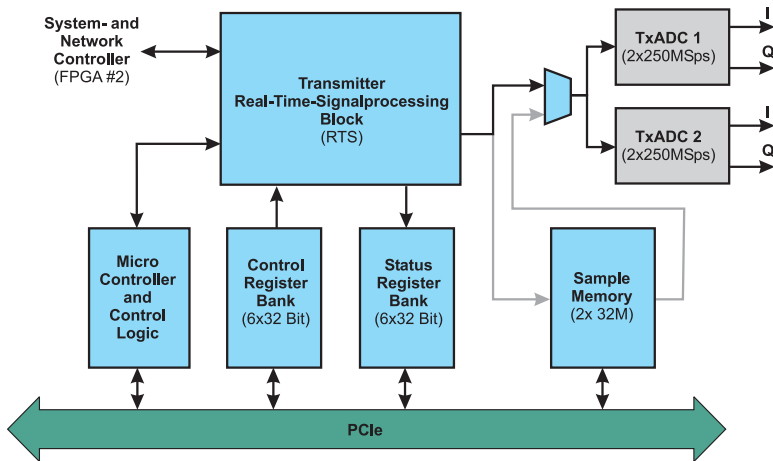 System- and
Network
Controller
(FPGA #2)
Transmitter
Real-Time-Signalprocessing
Block
(RTS)
TxADC 1
(2x250MSps)
I
Q
TxADC 2
(2x250MSps)
I
Q
Micro
Controller
and
Control
Logic
Control
Register
Bank
(6x32 Bit)
Status
Register
Bank
(6x32 Bit)
Sample
Memory
(2x 32M)
PCIe